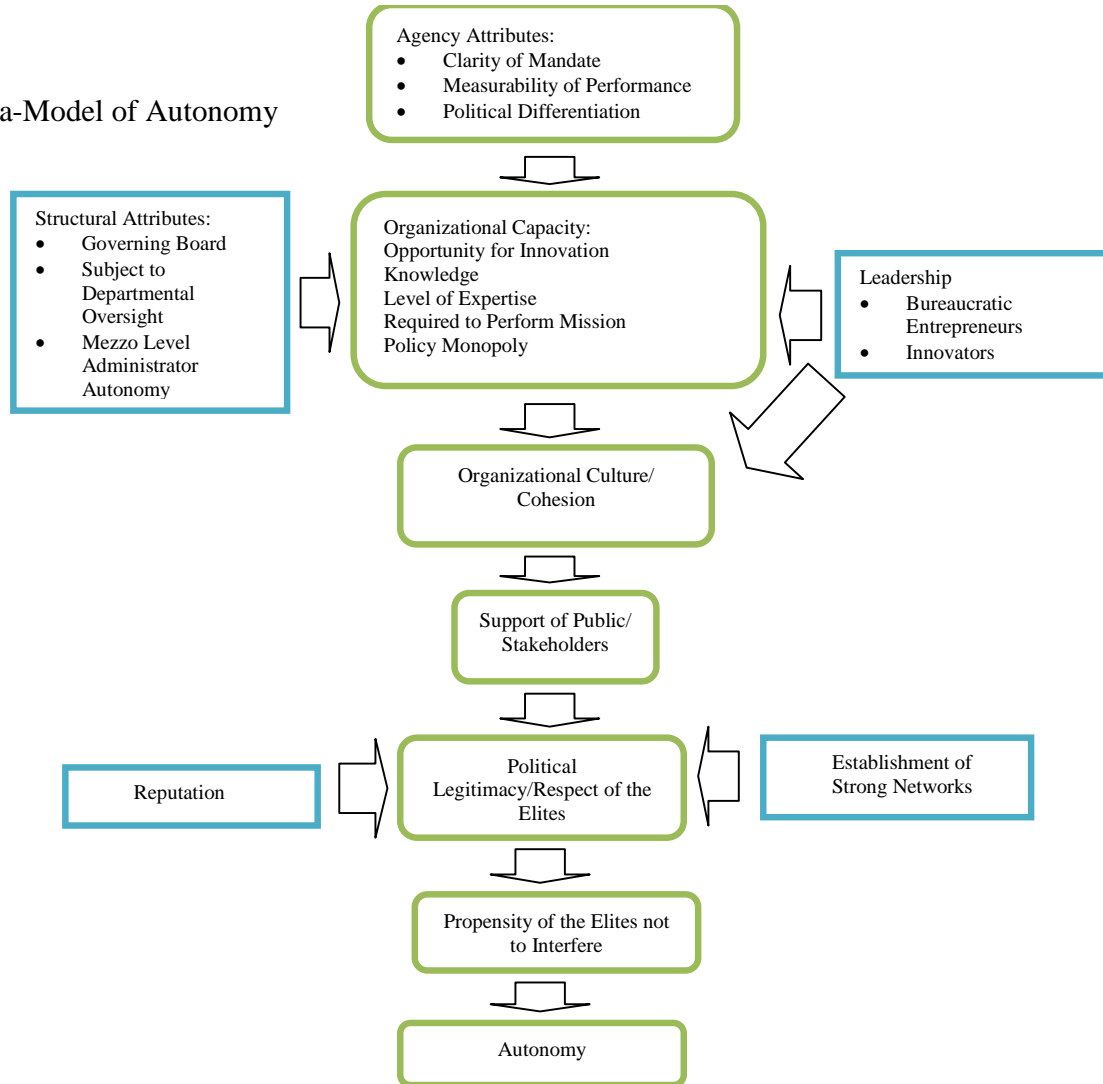 Agency Attributes:
• Clarity of Mandate
• Measurability of Performance
• Political Differentiation
a-Model of Autonomy
Structural Attributes:
• Governing Board
• Subject to
Departmental
Oversight
• Mezzo Level
Administrator
Autonomy
Organizational Capacity:
Opportunity for Innovation
Knowledge
Level of Expertise
Required to Perform Mission
Policy Monopoly
Leadership
• Bureaucratic
Entrepreneurs
• Innovators
Organizational Culture/
Cohesion
Support of Public/
Stakeholders
Reputation
Political
Legitimacy/Respect of the
Elites
Establishment of
Strong Networks
Propensity of the Elites not
to Interfere
Autonomy